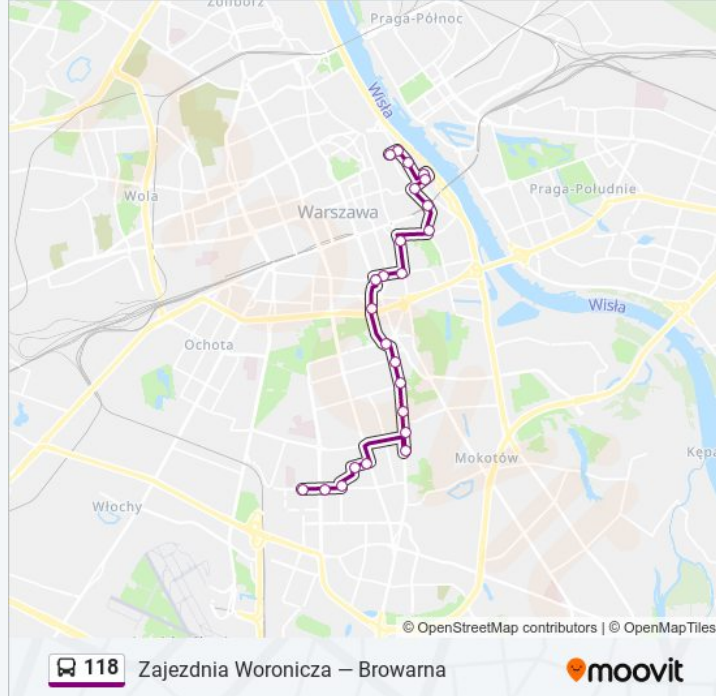 Żoliborz
Praga-Północ
Wisła
Wola
Praga-Południe
Warszawa
Wisła
Ochota
Mokotów
Kępa
Włochy
© OpenStreetMap contributors | © OpenMapTiles
118 Zajezdnia Woronicza — Browarna
moovit